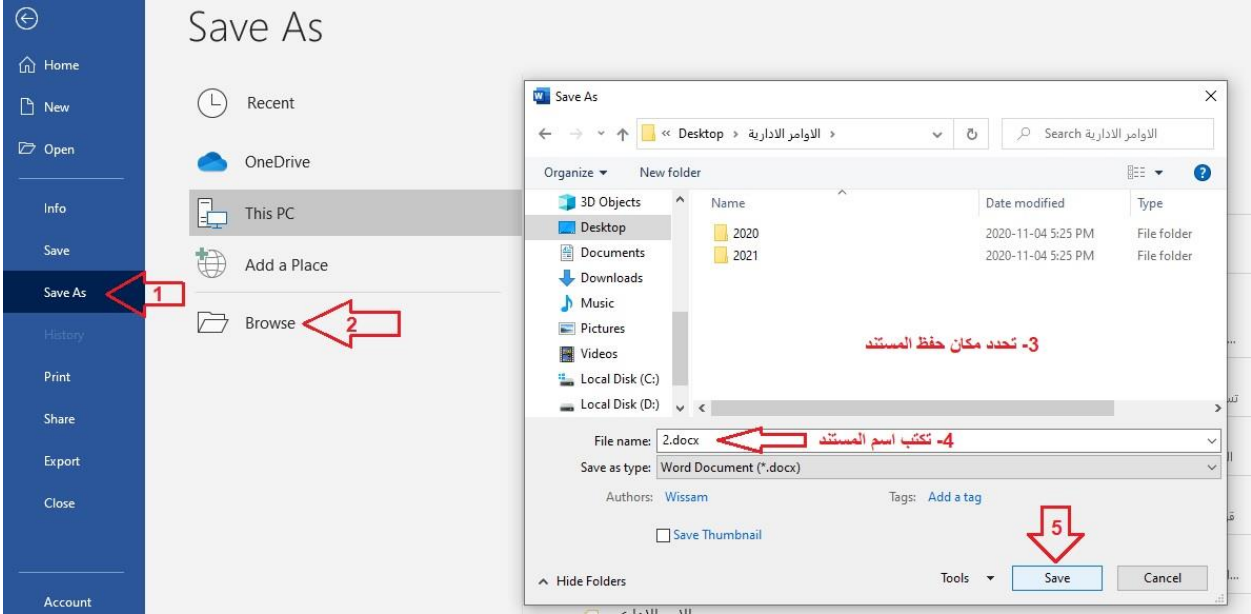 Save As
Home
New
Open
Info
Save
Save As
1
History
Print
Share
Export
Close
Account
Recent
OneDrive
This PC
Add a Place
Browse
2
Save As
« Desktop › الاوامر الادارية ›
Search الاوامر الادارية
Organize
New folder
3D Objects
Desktop
Documents
Downloads
Music
Pictures
Videos
Local Disk (C:)
Local Disk (D:)
Name Date modified Type
2020 2020-11-04 5:25 PM File folder
2021 2020-11-04 5:25 PM File folder
3- تحدد مكان حفظ المستند
File name: 2.docx
4- تكتب اسم المستند
Save as type: Word Document (*.docx)
Authors: Wissam Tags: Add a tag
Save Thumbnail
5
Hide Folders Tools Save Cancel